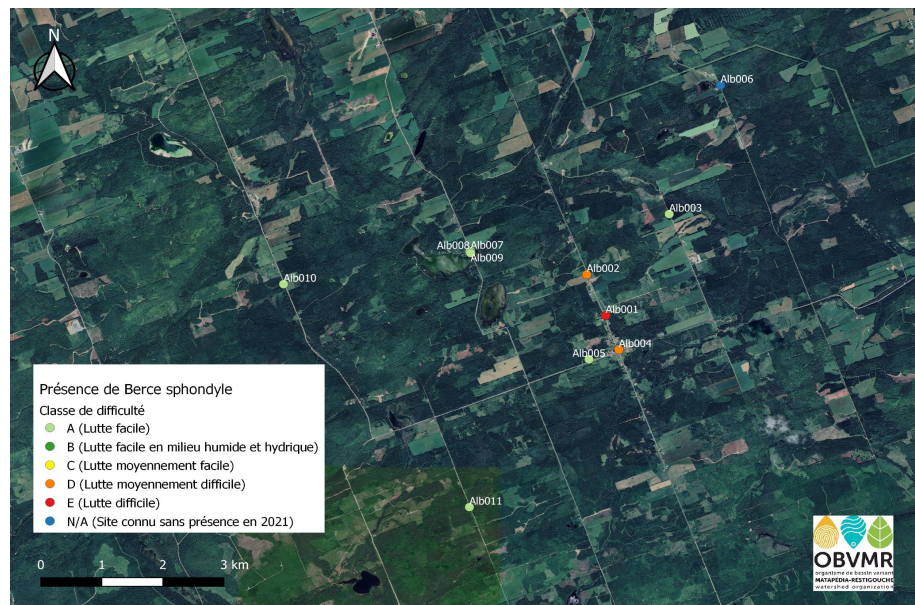 N
Alb006
Alb003
Alb008 Alb007
Alb009
Alb002
Alb010
Alb001
Alb004
Alb005
Présence de Berce sphondyle
Classe de difficulté
A (Lutte facile)
B (Lutte facile en milieu humide et hydrique)
C (Lutte moyennement facile)
D (Lutte moyennement difficile)
E (Lutte difficile)
N/A (Site connu sans présence en 2021)
Alb011
0 1 2 3 km
OBVMR
organisme de bassin versant
MATAPÉDIA-RESTIGOUCHE
watershed organization